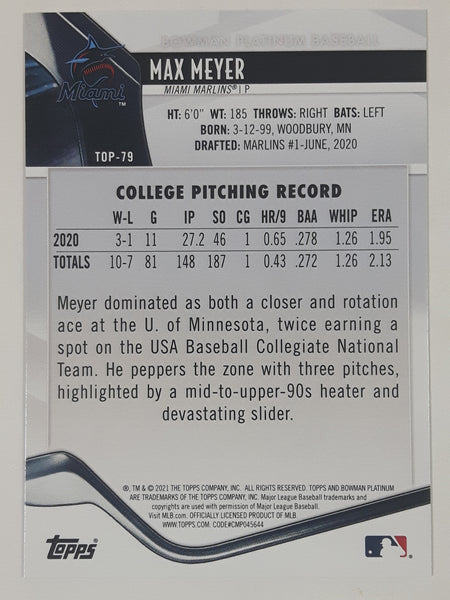 BOWMAN PLATINUM BASEBALL
Miami TM
MAX MEYER
MIAMI MARLINS® | P
HT: 6'0" WT: 185 THROWS: RIGHT BATS: LEFT
BORN: 3-12-99, WOODBURY, MN
DRAFTED: MARLINS #1-JUNE, 2020
TOP-79
COLLEGE PITCHING RECORD
W-L G IP SO CG HR/9 BAA WHIP ERA
2020 3-1 11 27.2 46 1 0.65 .278 1.26 1.95
TOTALS 10-7 81 148 187 1 0.43 .272 1.26 2.13
Meyer dominated as both a closer and rotation
ace at the U. of Minnesota, twice earning a
spot on the USA Baseball Collegiate National
Team. He peppers the zone with three pitches,
highlighted by a mid-to-upper-90s heater and
devastating slider.
®, TM & © 2021 THE TOPPS COMPANY, INC. ALL RIGHTS RESERVED. TOPPS AND BOWMAN PLATINUM
ARE TRADEMARKS OF THE TOPPS COMPANY, INC. Major League Baseball trademarks and
copyrights are used with permission of Major League Baseball.
Visit MLB.com. OFFICIALLY LICENSED PRODUCT OF MLB.
WWW.TOPPS.COM. CODE#CMP045644
TOPPS